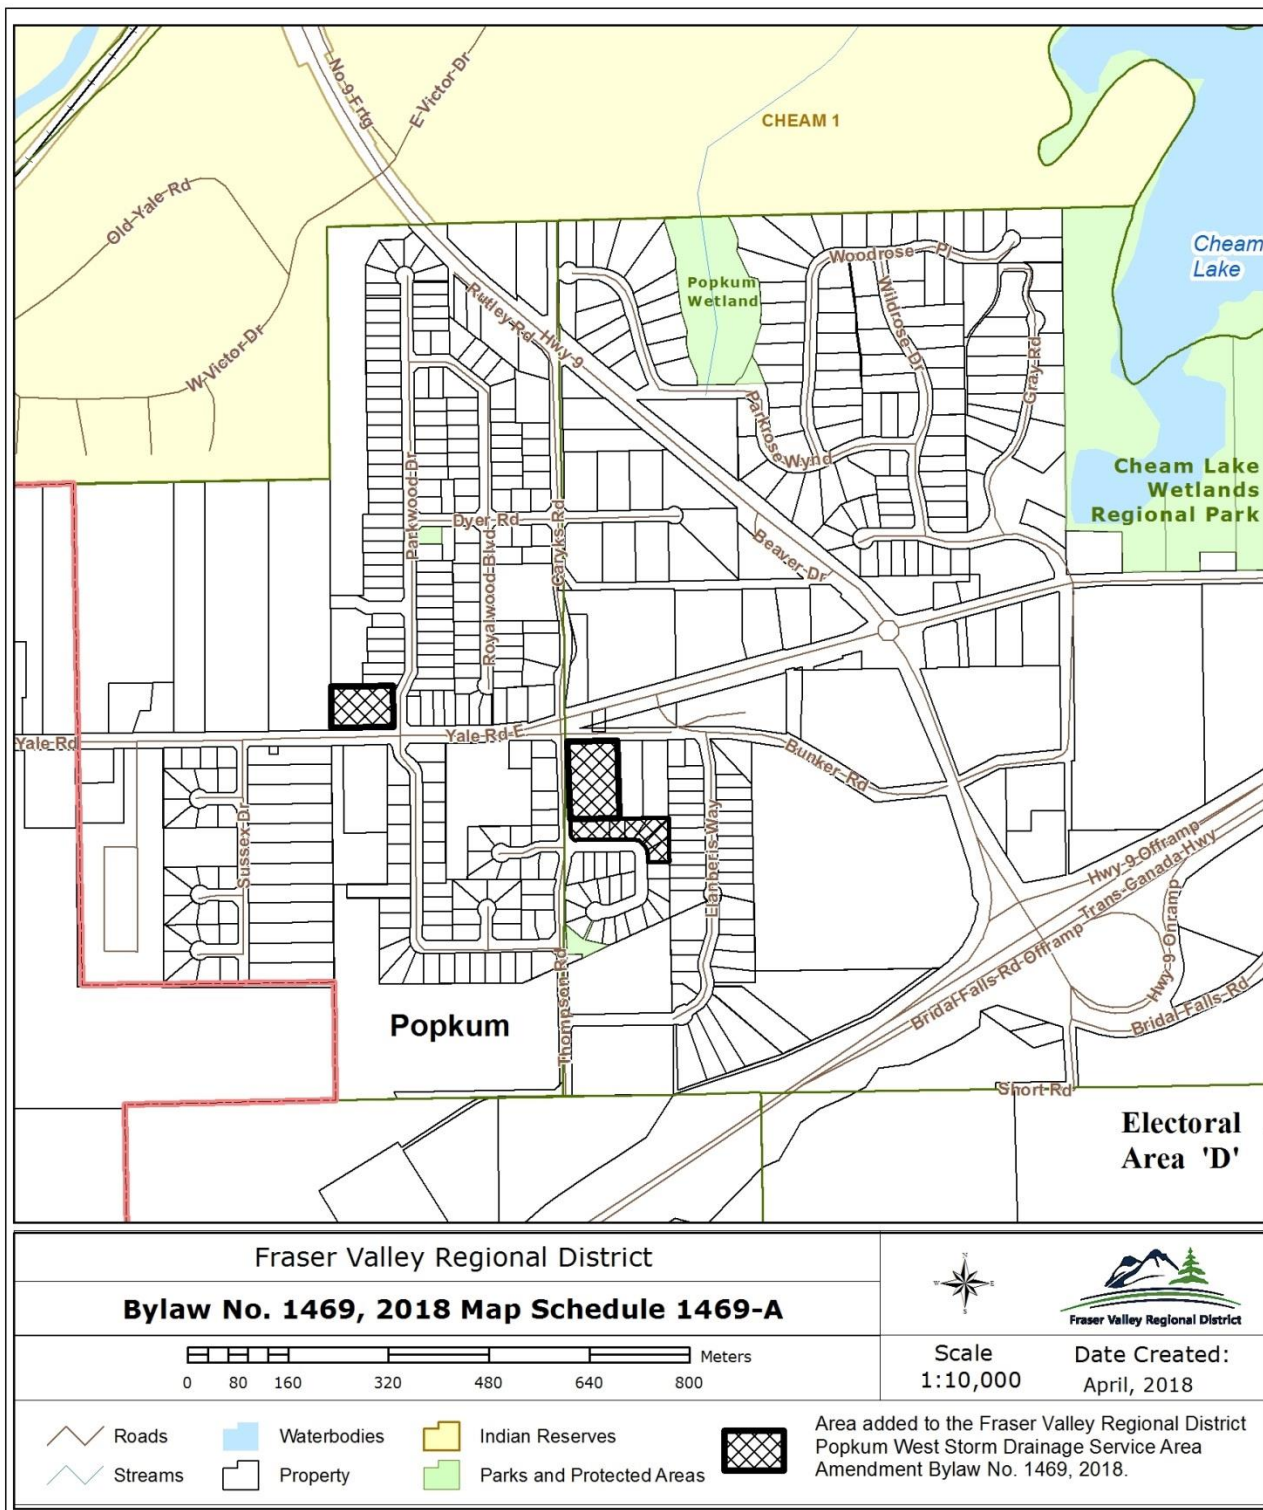 No 9 Frtg
E Victor Dr
CHEAM 1
Old Yale Rd
Cheam
Lake
Woodrose Pl
Popkum
Wetland
Wildrose Dr
Rutley Rd
Hwy 9
W Victor Dr
Gray Rd
Parkrose Wynd
Cheam Lake
Wetlands
Regional Park
Parkwood Dr
Dyer Rd
Caryks Rd
Royalwood Blvd
Beaver Dr
Yale Rd
Yale Rd E
Bunker Rd
Sussex Dr
Elanberis Way
Hwy 9 Offramp
Trans-Canada Hwy
Hwy 9 Onramp
Bridal Falls Rd Offramp
Bridal Falls Rd
Thompson Rd
Popkum
Short Rd
Electoral
Area 'D'
Fraser Valley Regional District
Bylaw No. 1469, 2018 Map Schedule 1469-A
0 80 160 320 480 640 800
Meters
N
W E
S
Fraser Valley Regional District
Scale
1:10,000
Date Created:
April, 2018
Roads
Waterbodies
Indian Reserves
Streams
Property
Parks and Protected Areas
Area added to the Fraser Valley Regional District
Popkum West Storm Drainage Service Area
Amendment Bylaw No. 1469, 2018.